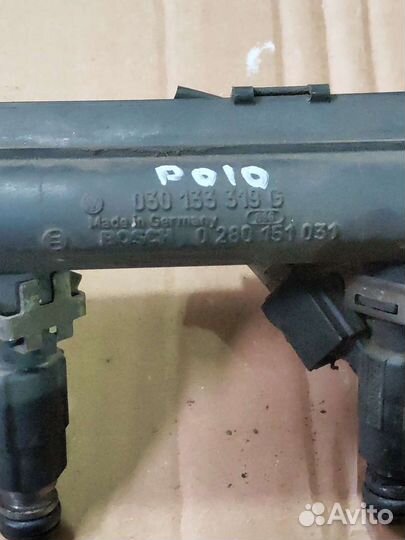 POLO
030 133 319 G
Made in Germany
BOSCH 0 280 151 031
Avito